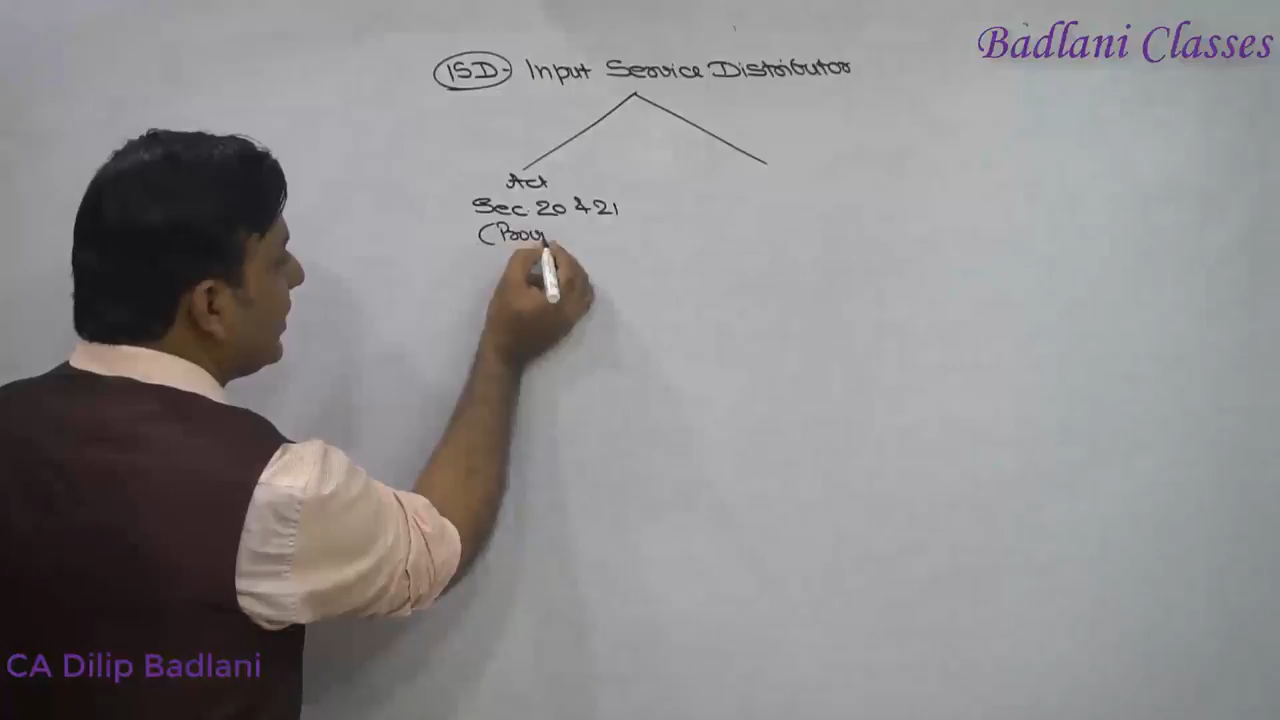 Badlani Classes
ISD - Input Service Distributor
Act
Sec. 20 & 21
CA Dilip Badlani